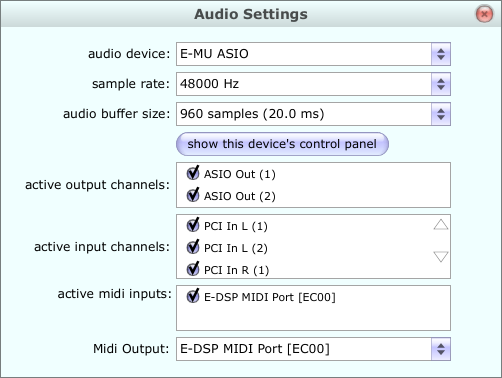 Audio Settings
audio device: E-MU ASIO
sample rate: 48000 Hz
audio buffer size: 960 samples (20.0 ms)
show this device's control panel
active output channels:
ASIO Out (1)
ASIO Out (2)
active input channels:
PCI In L (1)
PCI In L (2)
PCI In R (1)
active midi inputs:
E-DSP MIDI Port [EC00]
Midi Output: E-DSP MIDI Port [EC00]